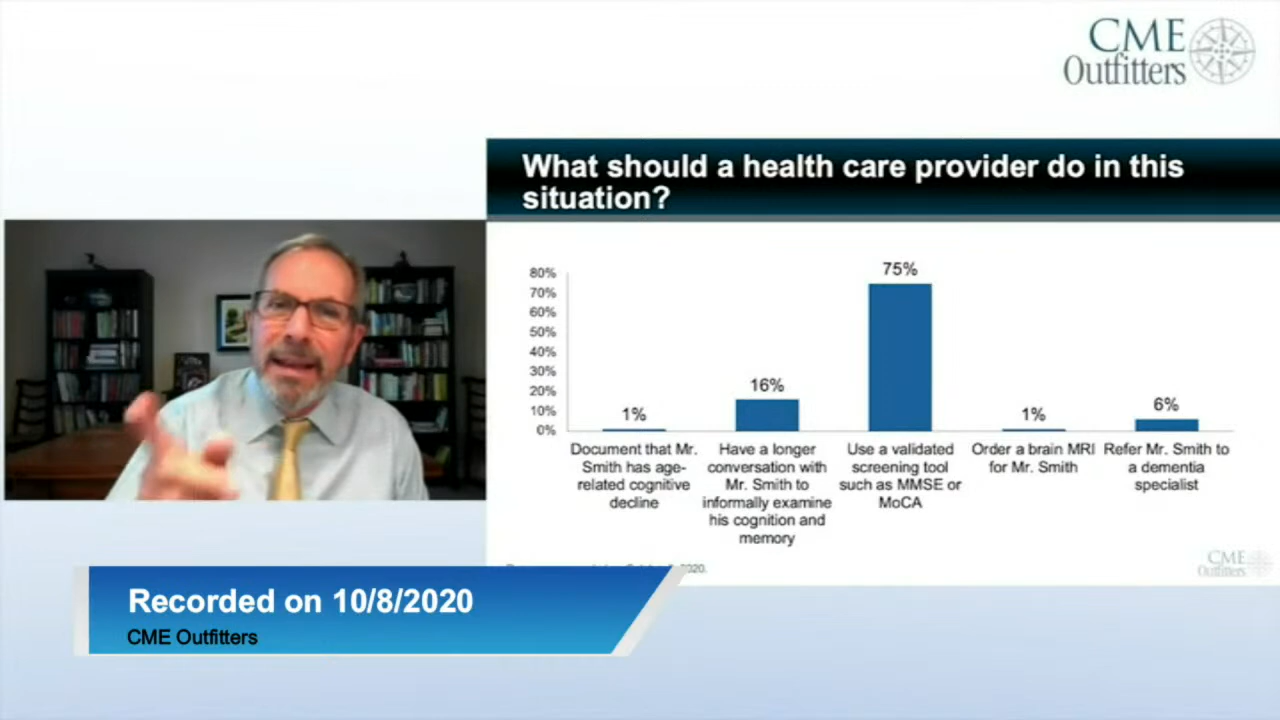 CME
Outfitters
What should a health care provider do in this
situation?
80%
70%
60%
50%
40%
30%
20%
10%
0%
1%
16%
75%
1%
6%
Document that Mr.
Smith has age-
related cognitive
decline
Have a longer
conversation with
Mr. Smith to
informally examine
his cognition and
memory
Use a validated
screening tool
such as MMSE or
MoCA
Order a brain MRI
for Mr. Smith
Refer Mr. Smith to
a dementia
specialist
2020.
CME
Outfitters
Recorded on 10/8/2020
CME Outfitters